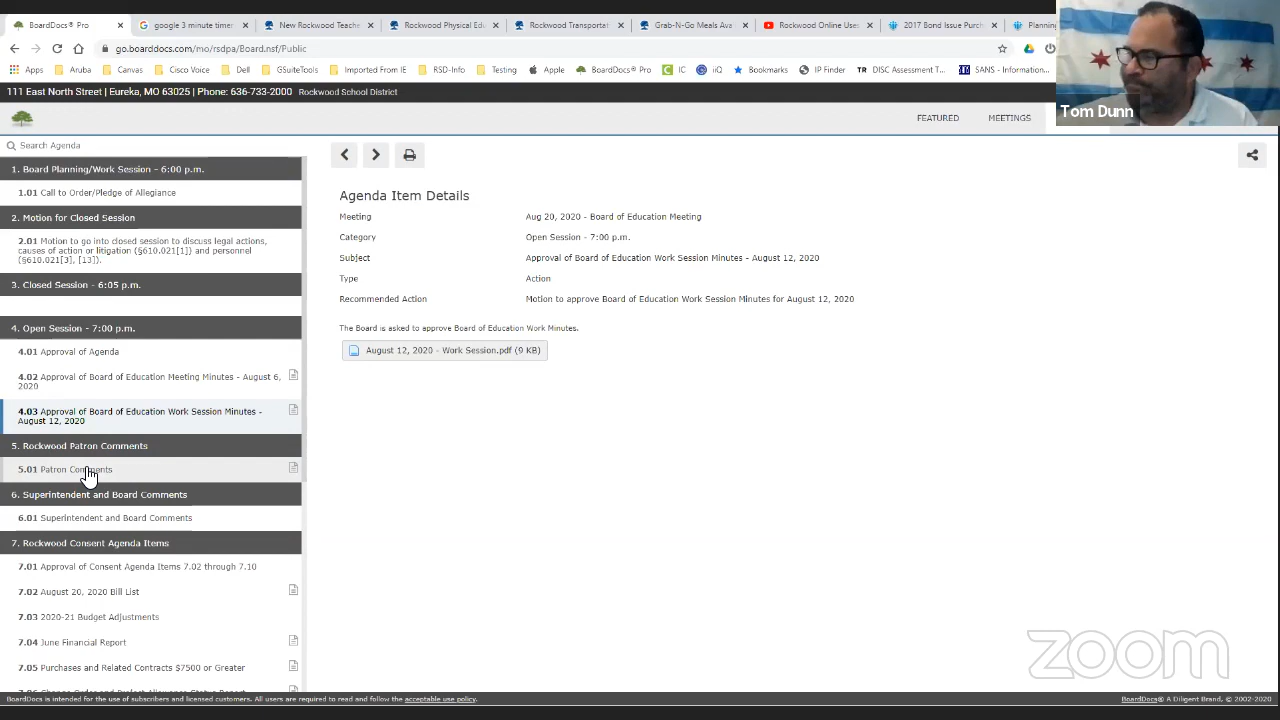 BoardDocs® Pro
google 3 minute timer
New Rockwood Teache
Rockwood Physical Edu
Rockwood Transportat
Grab-N-Go Meals Ava
Rockwood Online Use
2017 Bond Issue Purch
Planning
go.boarddocs.com/mo/rsdpa/Board.nsf/Public
Apps
Aruba
Canvas
Cisco Voice
Dell
GSuiteTools
Imported From IE
RSD-Info
Testing
Apple
BoardDocs® Pro
IC
iiQ
Bookmarks
IP Finder
TR DISC Assessment T...
SANS - Information...
Tom Dunn
111 East North Street | Eureka, MO 63025 | Phone: 636-733-2000 Rockwood School District
FEATURED
MEETINGS
Search Agenda
1. Board Planning/Work Session - 6:00 p.m.
1.01 Call to Order/Pledge of Allegiance
2. Motion for Closed Session
2.01 Motion to go into closed session to discuss legal actions,
causes of action or litigation (§610.021[1]) and personnel
(§610.021[3], [13]).
3. Closed Session - 6:05 p.m.
4. Open Session - 7:00 p.m.
4.01 Approval of Agenda
4.02 Approval of Board of Education Meeting Minutes - August 6,
2020
4.03 Approval of Board of Education Work Session Minutes -
August 12, 2020
5. Rockwood Patron Comments
5.01 Patron Comments
6. Superintendent and Board Comments
6.01 Superintendent and Board Comments
7. Rockwood Consent Agenda Items
7.01 Approval of Consent Agenda Items 7.02 through 7.10
7.02 August 20, 2020 Bill List
7.03 2020-21 Budget Adjustments
7.04 June Financial Report
7.05 Purchases and Related Contracts $7500 or Greater
7.06 Change Order and Project Allowance Status Report
Agenda Item Details
Meeting Aug 20, 2020 - Board of Education Meeting
Category Open Session - 7:00 p.m.
Subject Approval of Board of Education Work Session Minutes - August 12, 2020
Type Action
Recommended Action Motion to approve Board of Education Work Session Minutes for August 12, 2020
The Board is asked to approve Board of Education Work Minutes.
August 12, 2020 - Work Session.pdf (9 KB)
zoom
BoardDocs is intended for the use of subscribers and licensed customers. All users are required to read and follow the acceptable use policy.
BoardDocs® A Diligent Brand, © 2002-2020